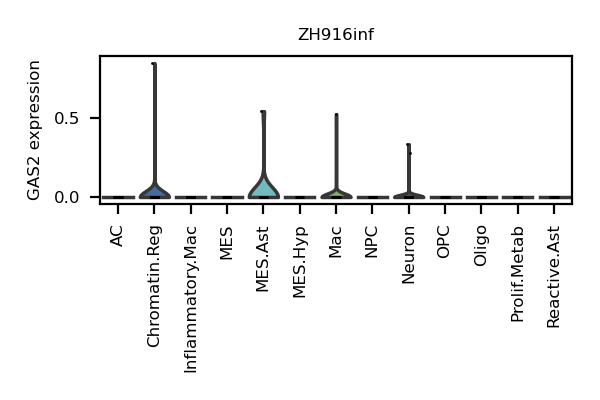 ZH916inf
GAS2 expression
0.5
0.0
AC
Chromatin.Reg
Inflammatory.Mac
MES
MES.Ast
MES.Hyp
Mac
NPC
Neuron
OPC
Oligo
Prolif.Metab
Reactive.Ast